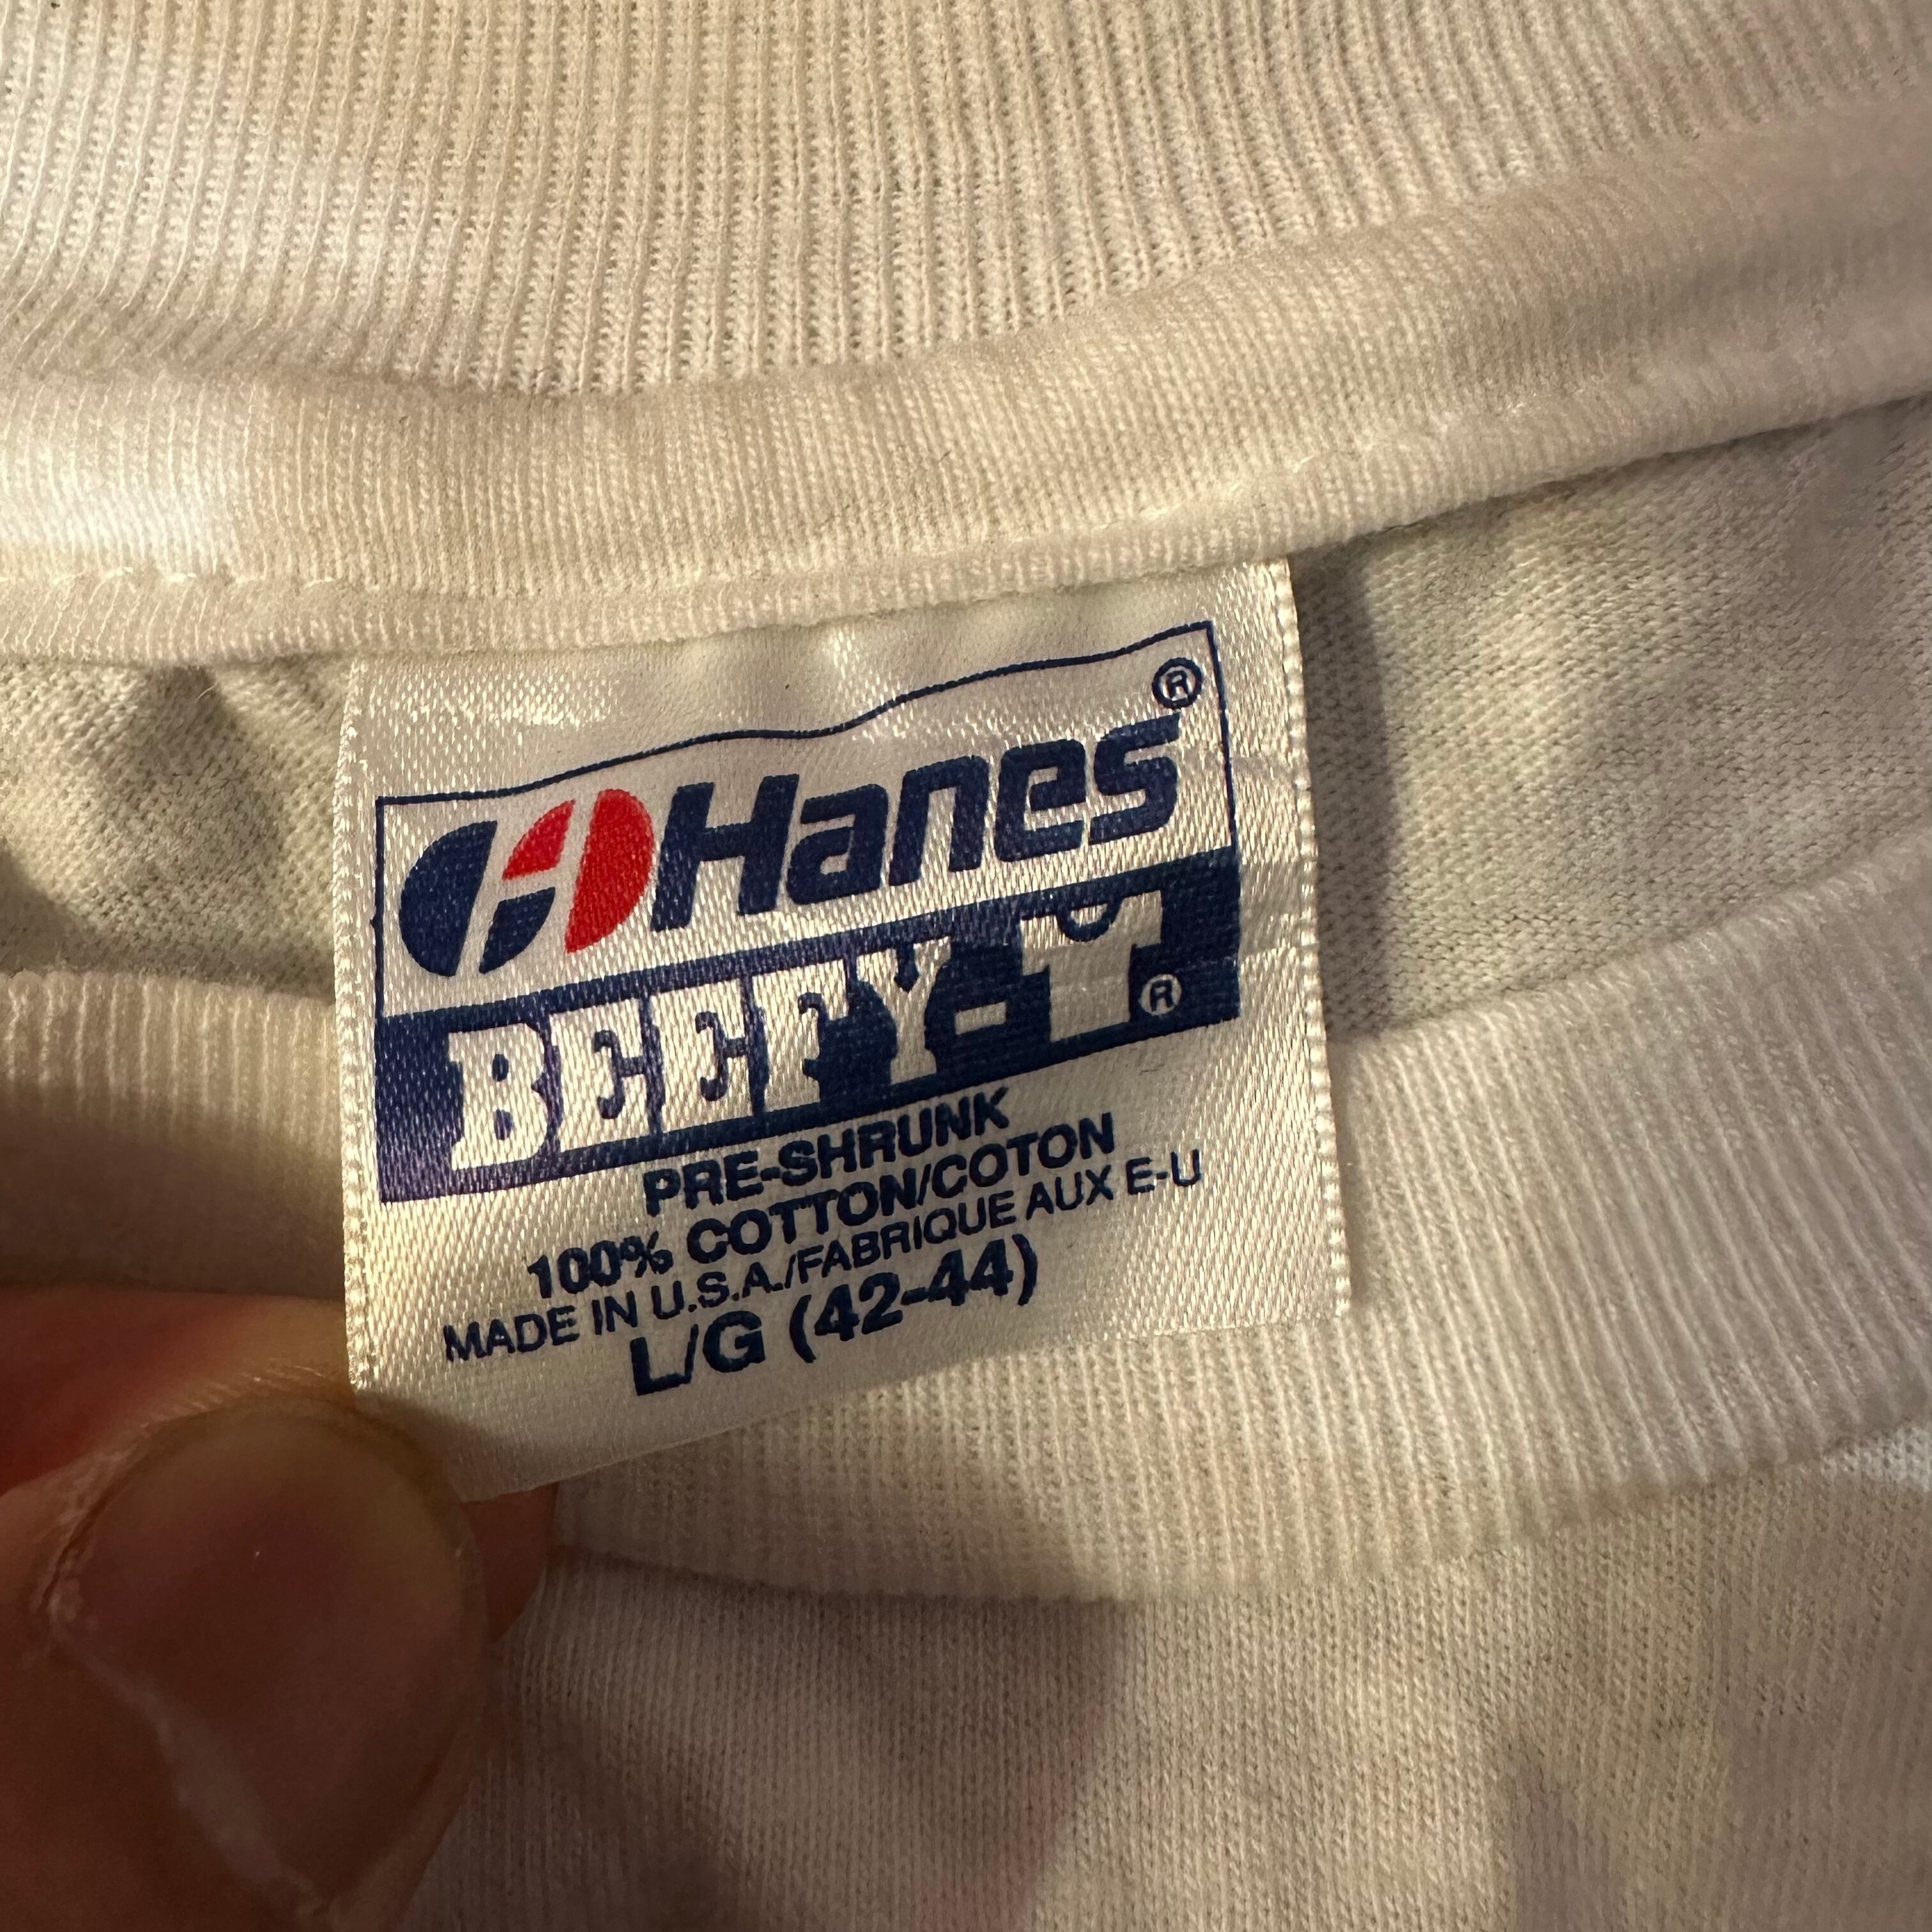 Hanes®
BEEFY-T®
PRE-SHRUNK
100% COTTON/COTON
MADE IN U.S.A./FABRIQUE AUX E-U
L/G (42-44)